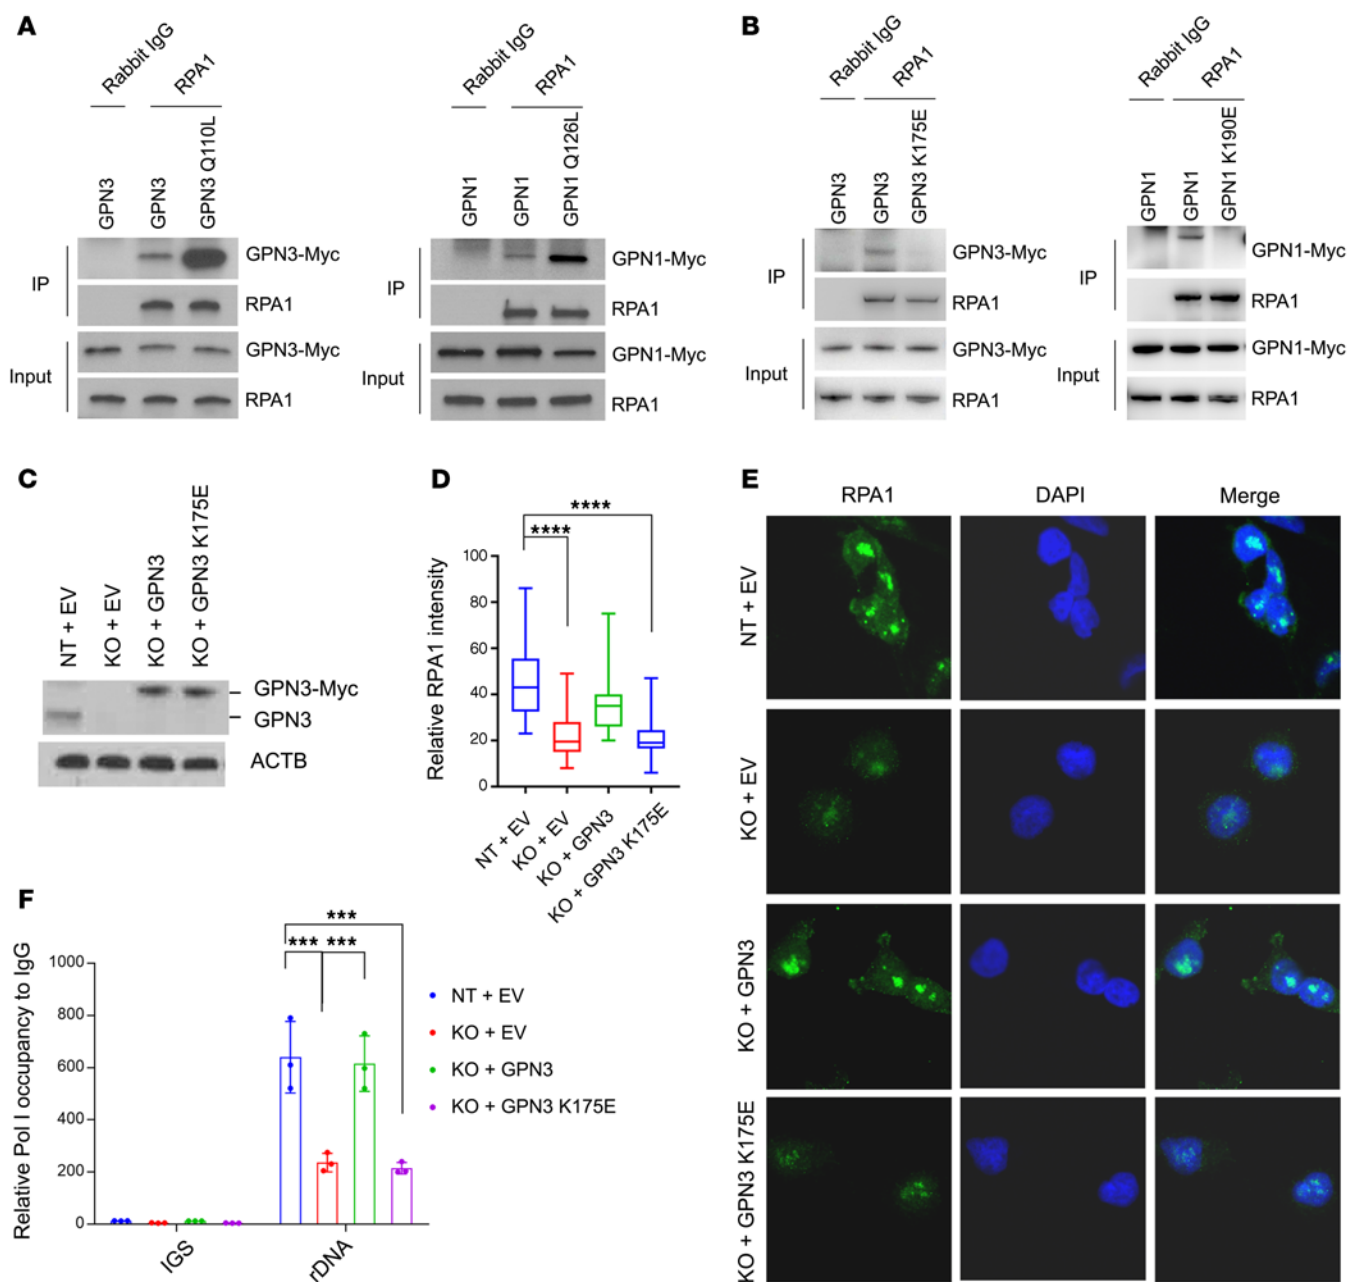 A
Rabbit IgG
RPA1
GPN3
GPN3
GPN3 Q110L
IP
GPN3-Myc
RPA1
Input
GPN3-Myc
RPA1
Rabbit IgG
RPA1
GPN1
GPN1
GPN1 Q126L
IP
GPN1-Myc
RPA1
Input
GPN1-Myc
RPA1
B
Rabbit IgG
RPA1
GPN3
GPN3
GPN3 K175E
IP
GPN3-Myc
RPA1
Input
GPN3-Myc
RPA1
Rabbit IgG
RPA1
GPN1
GPN1
GPN1 K190E
IP
GPN1-Myc
RPA1
Input
GPN1-Myc
RPA1
C
NT + EV
KO + EV
KO + GPN3
KO + GPN3 K175E
GPN3-Myc
GPN3
ACTB
D
****
****
Relative RPA1 intensity
100
80
60
40
20
0
NT + EV
KO + EV
KO + GPN3
KO + GPN3 K175E
E
RPA1
DAPI
Merge
NT + EV
KO + EV
KO + GPN3
KO + GPN3 K175E
F
***
*** ***
Relative Pol I occupancy to IgG
1000
800
600
400
200
0
IGS
rDNA
NT + EV
KO + EV
KO + GPN3
KO + GPN3 K175E